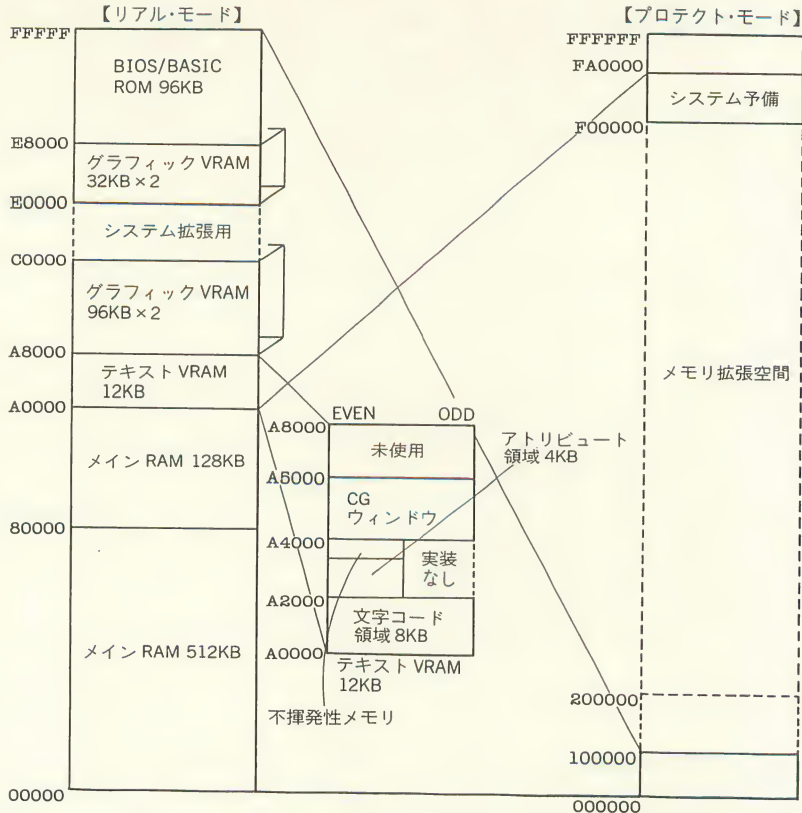 【リアル・モード】
FFFFF
BIOS/BASIC
ROM 96KB
E8000
グラフィック VRAM
32KB×2
E0000
システム拡張用
C0000
グラフィック VRAM
96KB×2
A8000
テキスト VRAM
12KB
A0000
メイン RAM 128KB
80000
メイン RAM 512KB
00000
EVEN
ODD
A8000
未使用
A5000
CG
ウィンドウ
A4000
実装
なし
A2000
文字コード
領域 8KB
A0000
テキスト VRAM
12KB
不揮発性メモリ
アトリビュート
領域 4KB
【プロテクト・モード】
FFFFFF
FA0000
システム予備
F00000
メモリ拡張空間
200000
100000
000000